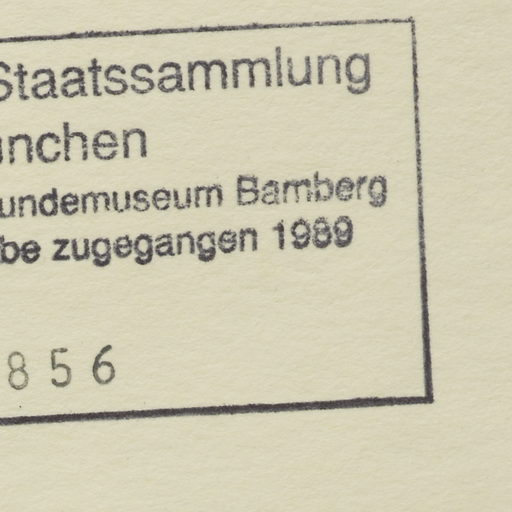 Staatssammlung
nchen
undemuseum Bamberg
be zugegangen 1989
856